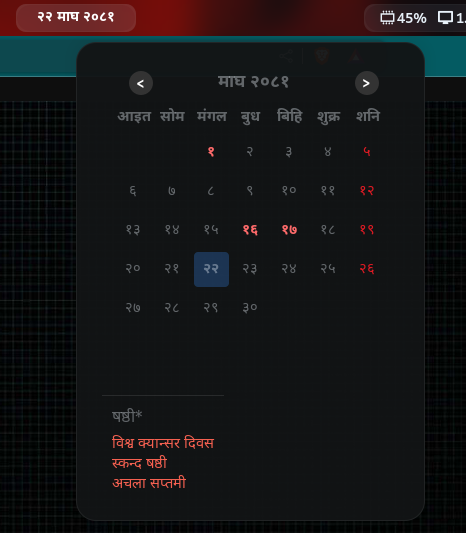 २२ माघ २०८१
45%
<
माघ २०८१
>
आइत सोम मंगल बुध बिहि शुक्र शनि
१ २ ३ ४ ५
६ ७ ८ ९ १० ११ १२
१३ १४ १५ १६ १७ १८ १९
२० २१ २२ २३ २४ २५ २६
२७ २८ २९ ३०
षष्ठी*
विश्व क्यान्सर दिवस
स्कन्द षष्ठी
अचला सप्तमी